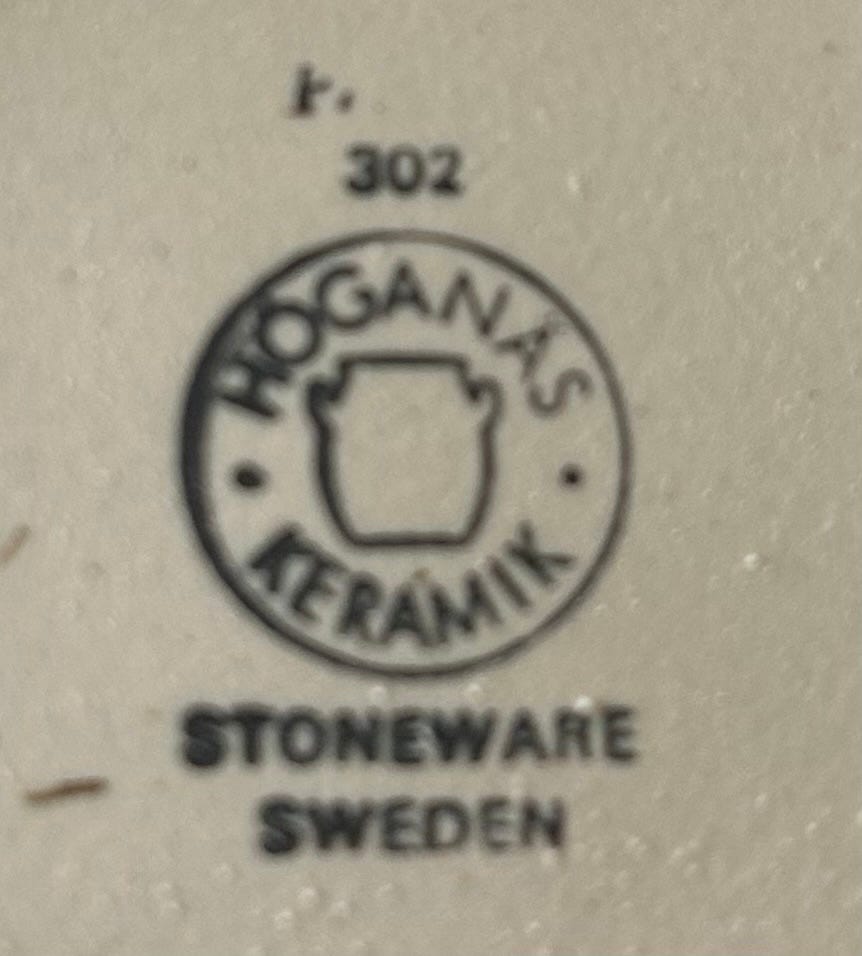 302
HÖGANÄS
KERAMIK
STONEWARE
SWEDEN